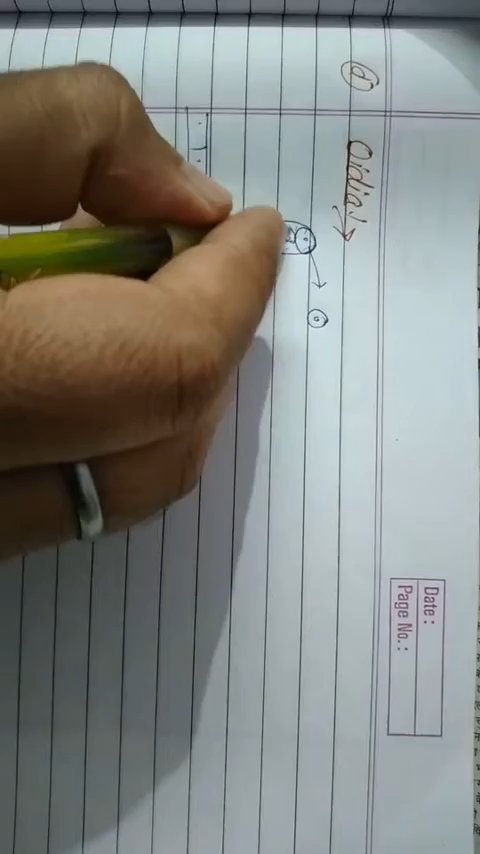 Date :
Page No. :
(d) Oidia →